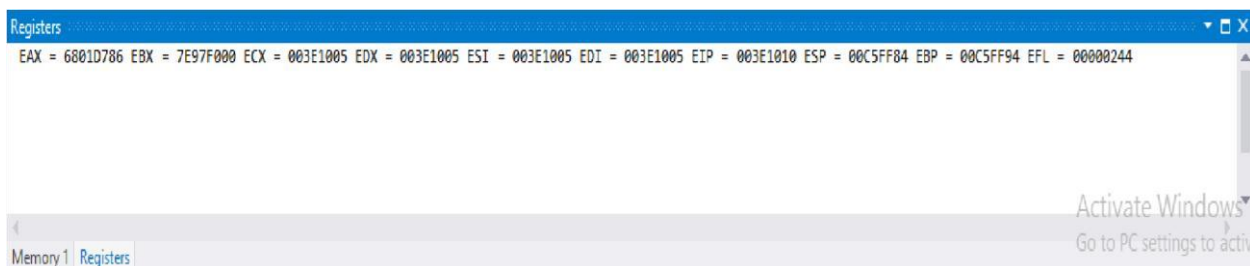 Registers
EAX = 6801D786 EBX = 7E97F000 ECX = 003E1005 EDX = 003E1005 ESI = 003E1005 EDI = 003E1005 EIP = 003E1010 ESP = 00C5FF84 EBP = 00C5FF94 EFL = 00000244
Activate Windows
Go to PC settings to activ
Memory 1 Registers